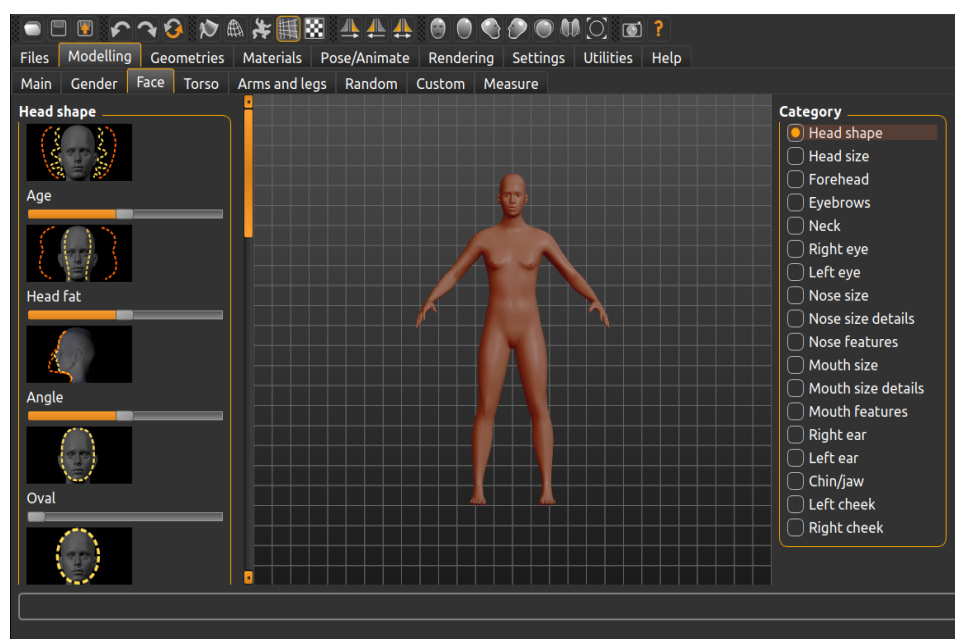 Files Modelling Geometries Materials Pose/Animate Rendering Settings Utilities Help
Main Gender Face Torso Arms and legs Random Custom Measure
Head shape
Age
Head fat
Angle
Oval
Category
Head shape
Head size
Forehead
Eyebrows
Neck
Right eye
Left eye
Nose size
Nose size details
Nose features
Mouth size
Mouth size details
Mouth features
Right ear
Left ear
Chin/jaw
Left cheek
Right cheek